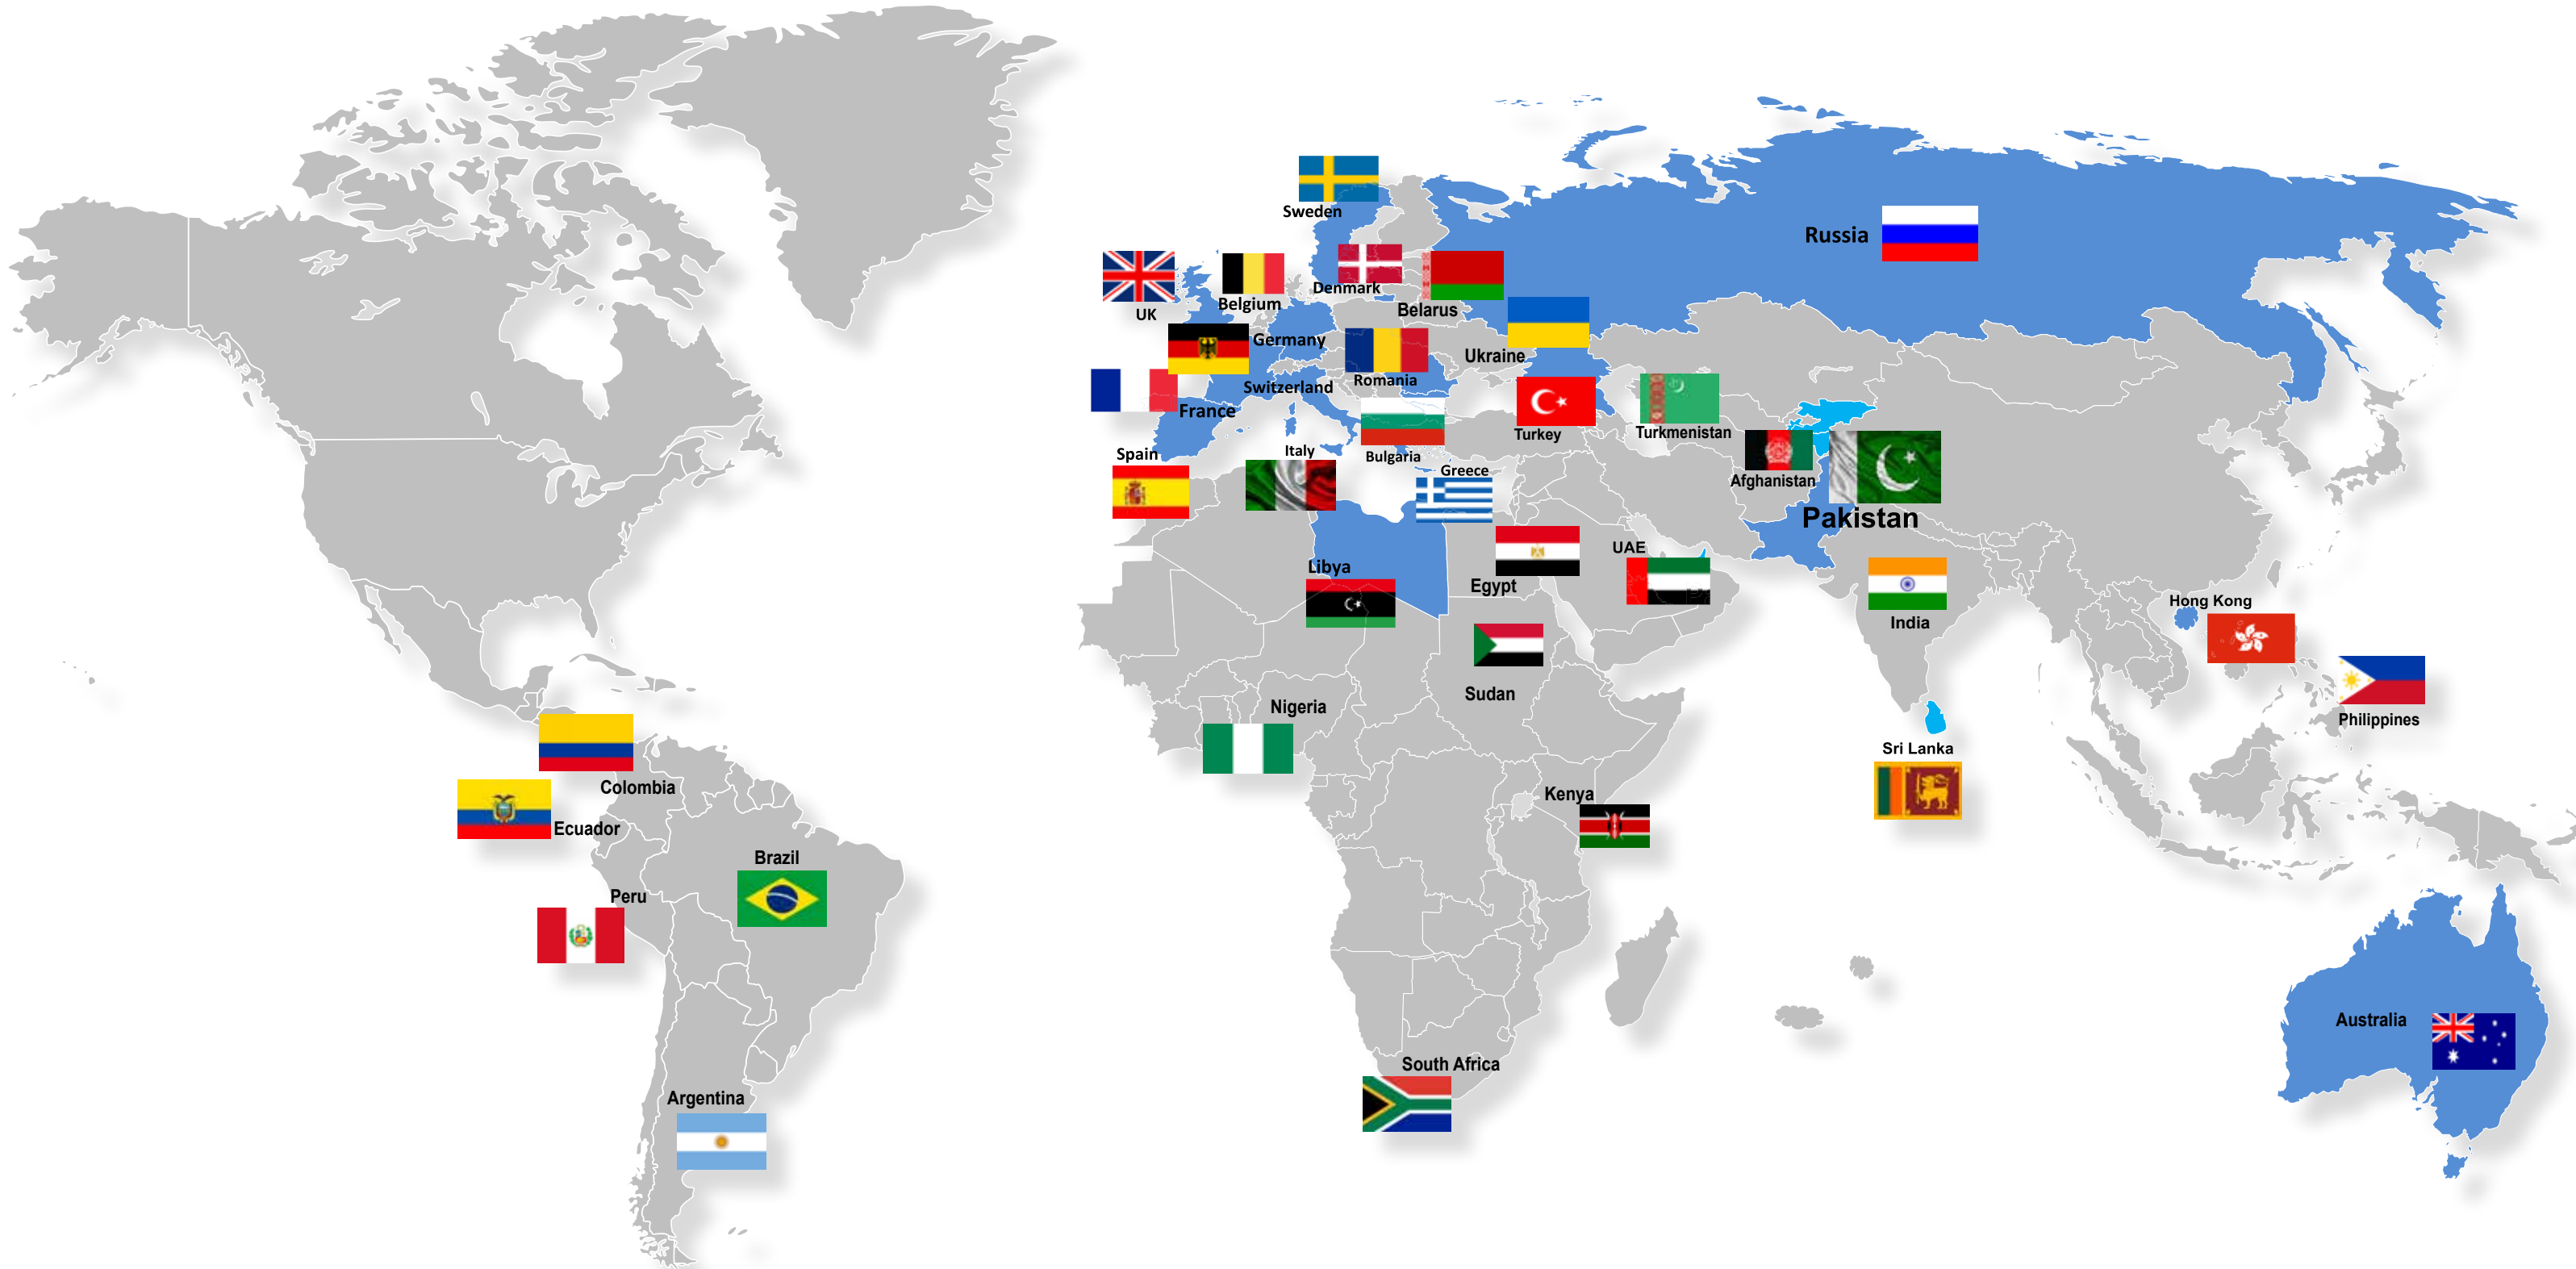 Sweden
Russia
UK
Belgium
Denmark
Belarus
Germany
Ukraine
Switzerland
Romania
France
Turkey
Turkmenistan
Spain
Italy
Bulgaria
Greece
Afghanistan
Pakistan
Libya
Egypt
UAE
India
Hong Kong
Sudan
Nigeria
Philippines
Sri Lanka
Colombia
Kenya
Ecuador
Brazil
Peru
Australia
South Africa
Argentina